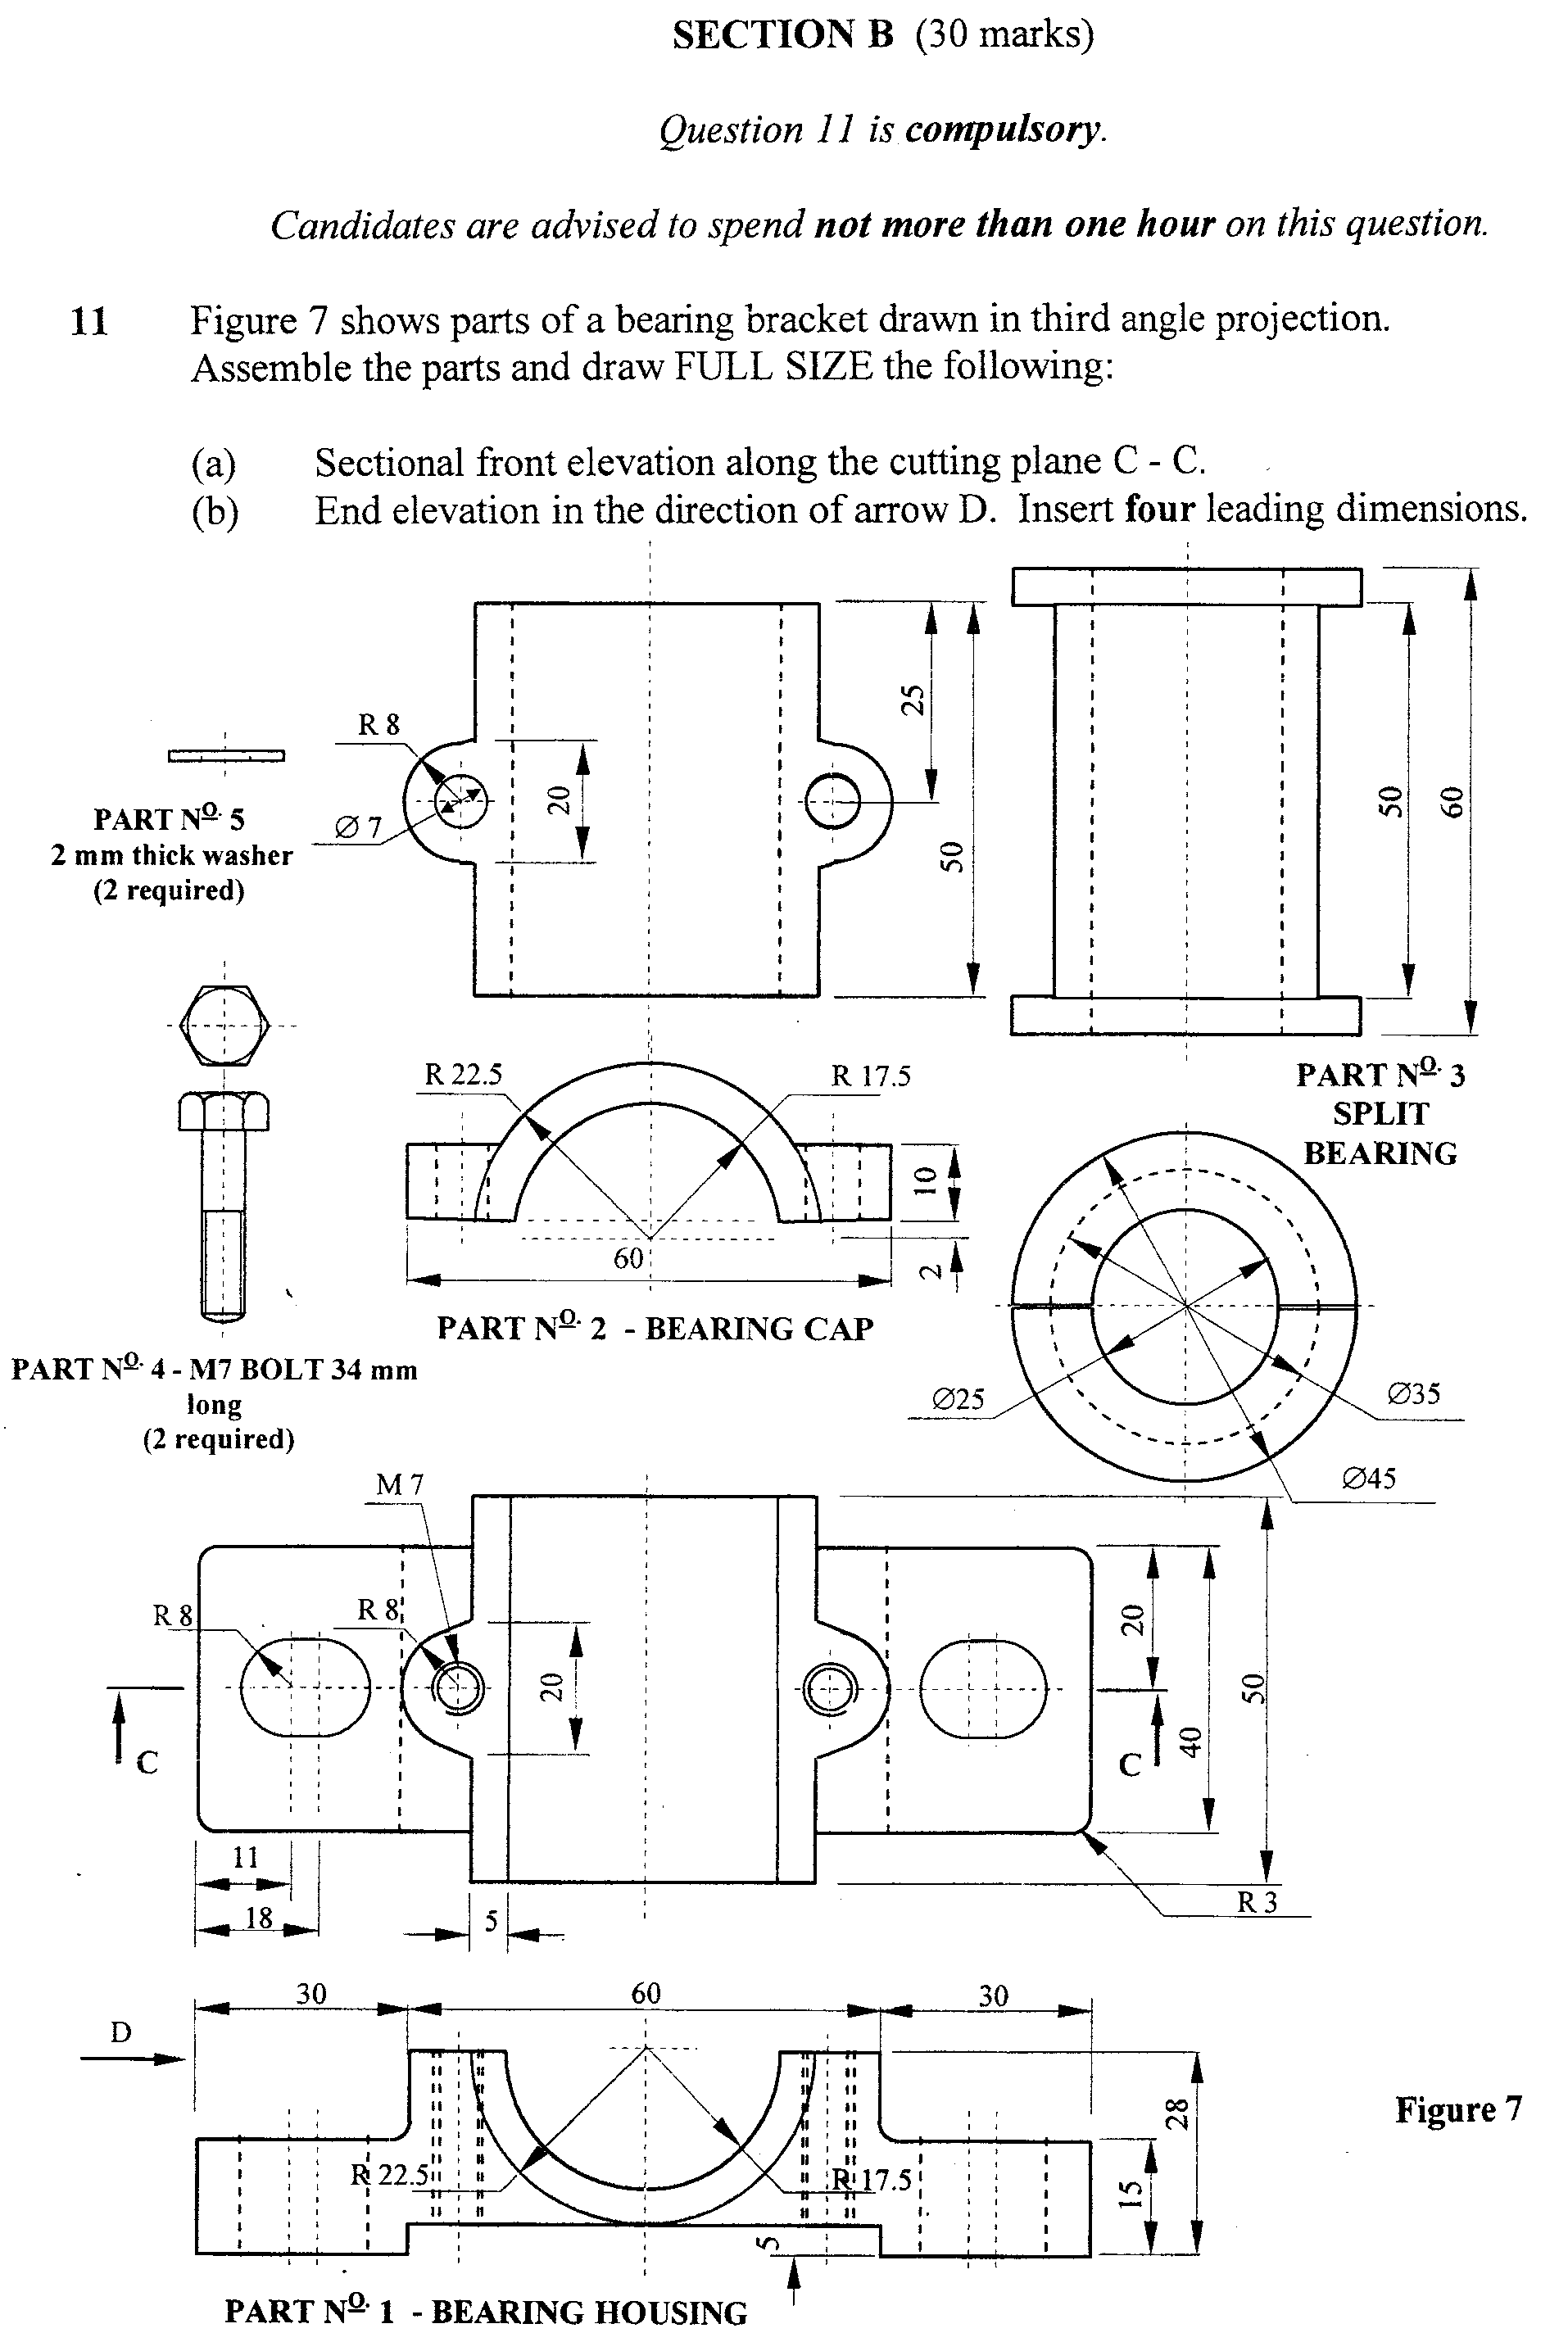 SECTION B (30 marks)
Question 11 is compulsory.
Candidates are advised to spend not more than one hour on this question.
11 Figure 7 shows parts of a bearing bracket drawn in third angle projection.
Assemble the parts and draw FULL SIZE the following:
(a) Sectional front elevation along the cutting plane C - C.
(b) End elevation in the direction of arrow D. Insert four leading dimensions.
R 8
Ø 7
20
25
50
50
60
PART Nº. 5
2 mm thick washer
(2 required)
R 22.5
R 17.5
10
60
2
PART Nº. 2 - BEARING CAP
PART Nº. 3
SPLIT
BEARING
Ø25
Ø35
Ø45
PART Nº. 4 - M7 BOLT 34 mm
long
(2 required)
M 7
R 8
R 8
20
20
50
40
C
C
11
18
5
R 3
30
60
30
D
R 22.5
R 17.5
28
15
5
Figure 7
PART Nº. 1 - BEARING HOUSING